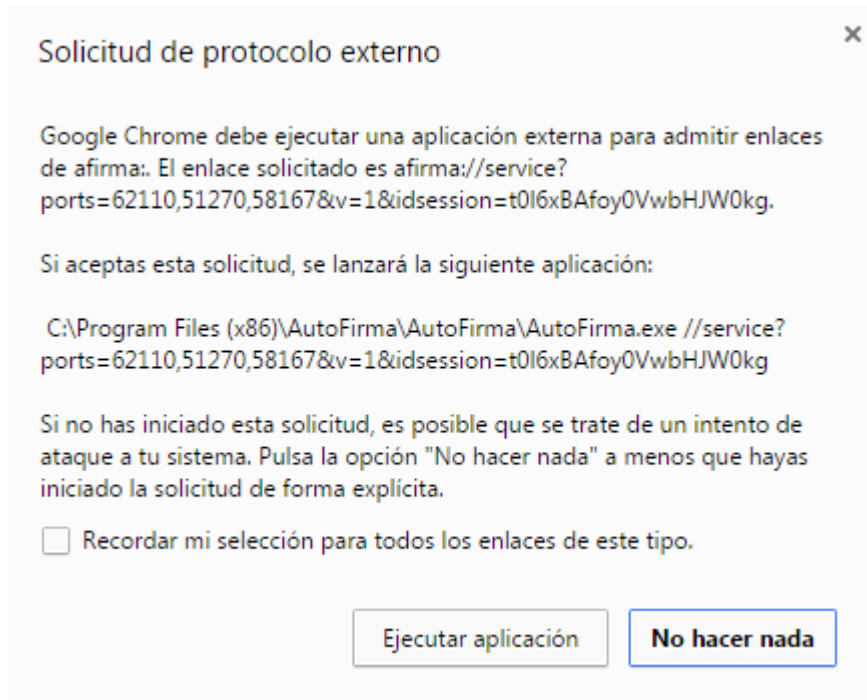 Solicitud de protocolo externo
Google Chrome debe ejecutar una aplicación externa para admitir enlaces
de afirma:. El enlace solicitado es afirma://service?
ports=62110,51270,58167&v=1&idsession=t0I6xBAfoy0VwbHJW0kg.
Si aceptas esta solicitud, se lanzará la siguiente aplicación:
C:\Program Files (x86)\AutoFirma\AutoFirma\AutoFirma.exe //service?
ports=62110,51270,58167&v=1&idsession=t0I6xBAfoy0VwbHJW0kg
Si no has iniciado esta solicitud, es posible que se trate de un intento de
ataque a tu sistema. Pulsa la opción "No hacer nada" a menos que hayas
iniciado la solicitud de forma explícita.
Recordar mi selección para todos los enlaces de este tipo.
Ejecutar aplicación
No hacer nada